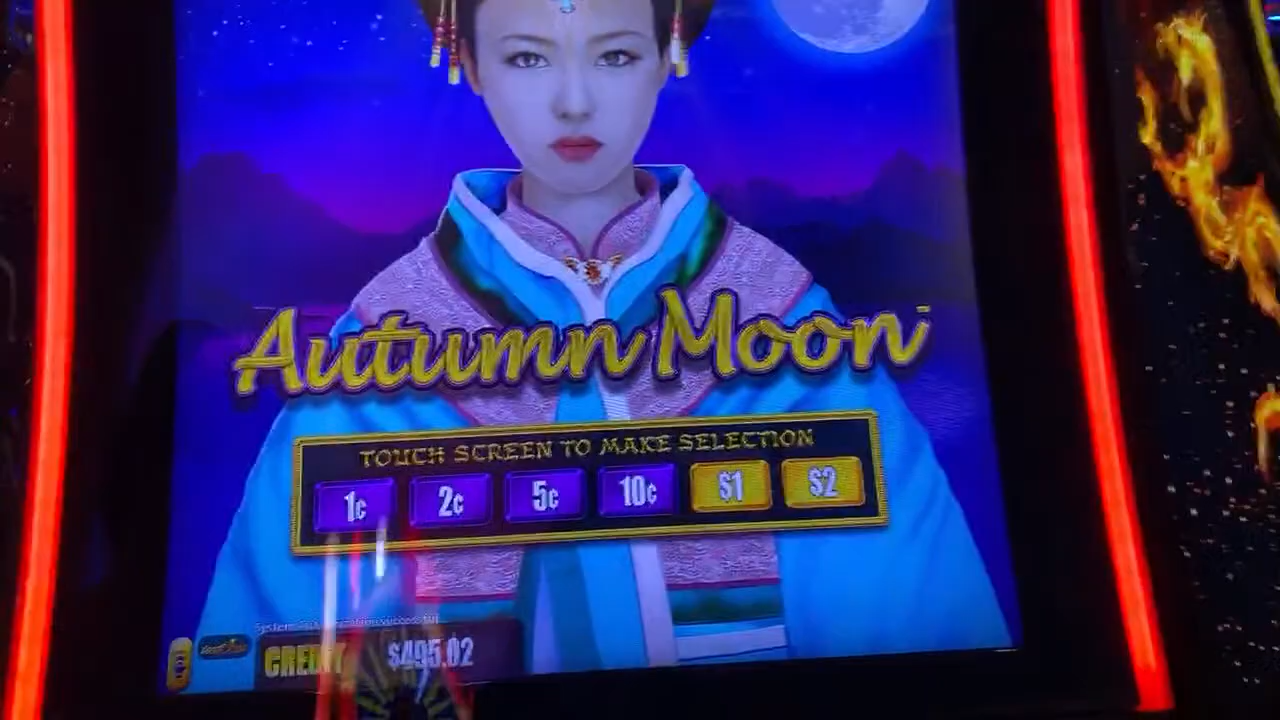 Autumn Moon
TOUCH SCREEN TO MAKE SELECTION
1¢ 2¢ 5¢ 10¢ $1 $2
CREDIT $495.02